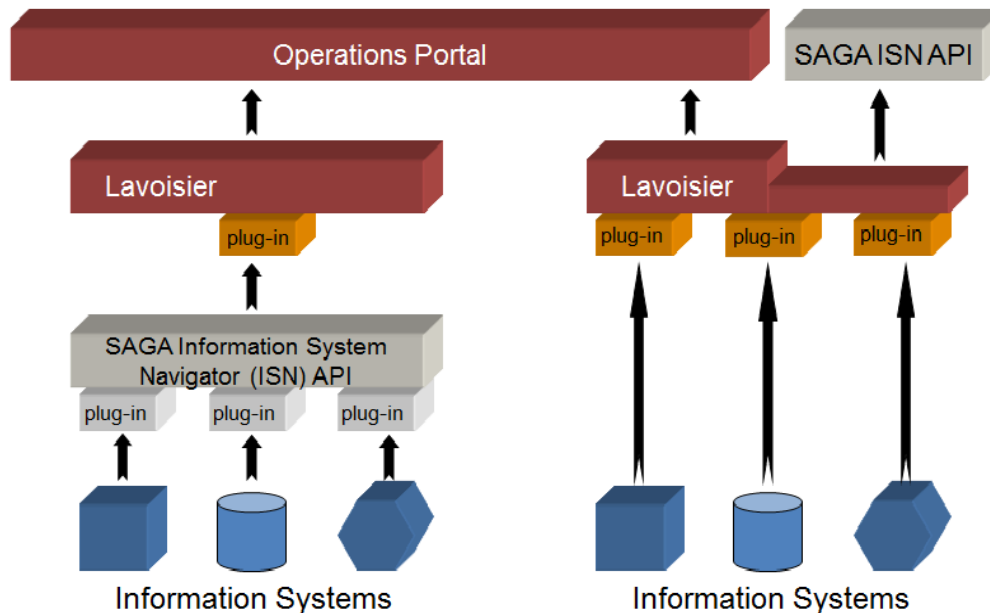 Operations Portal
SAGA ISN API
Lavoisier
Lavoisier
plug-in
plug-in
plug-in
plug-in
SAGA Information System
Navigator (ISN) API
plug-in
plug-in
plug-in
Information Systems
Information Systems